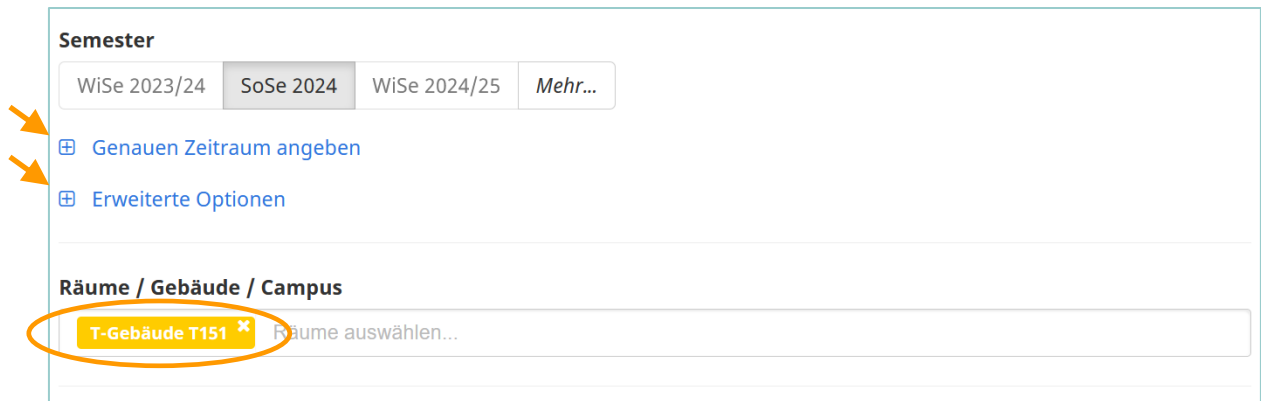 Semester
WiSe 2023/24 SoSe 2024 WiSe 2024/25 Mehr...
Genauen Zeitraum angeben
Erweiterte Optionen
Räume / Gebäude / Campus
T-Gebäude T151 Räume auswählen...